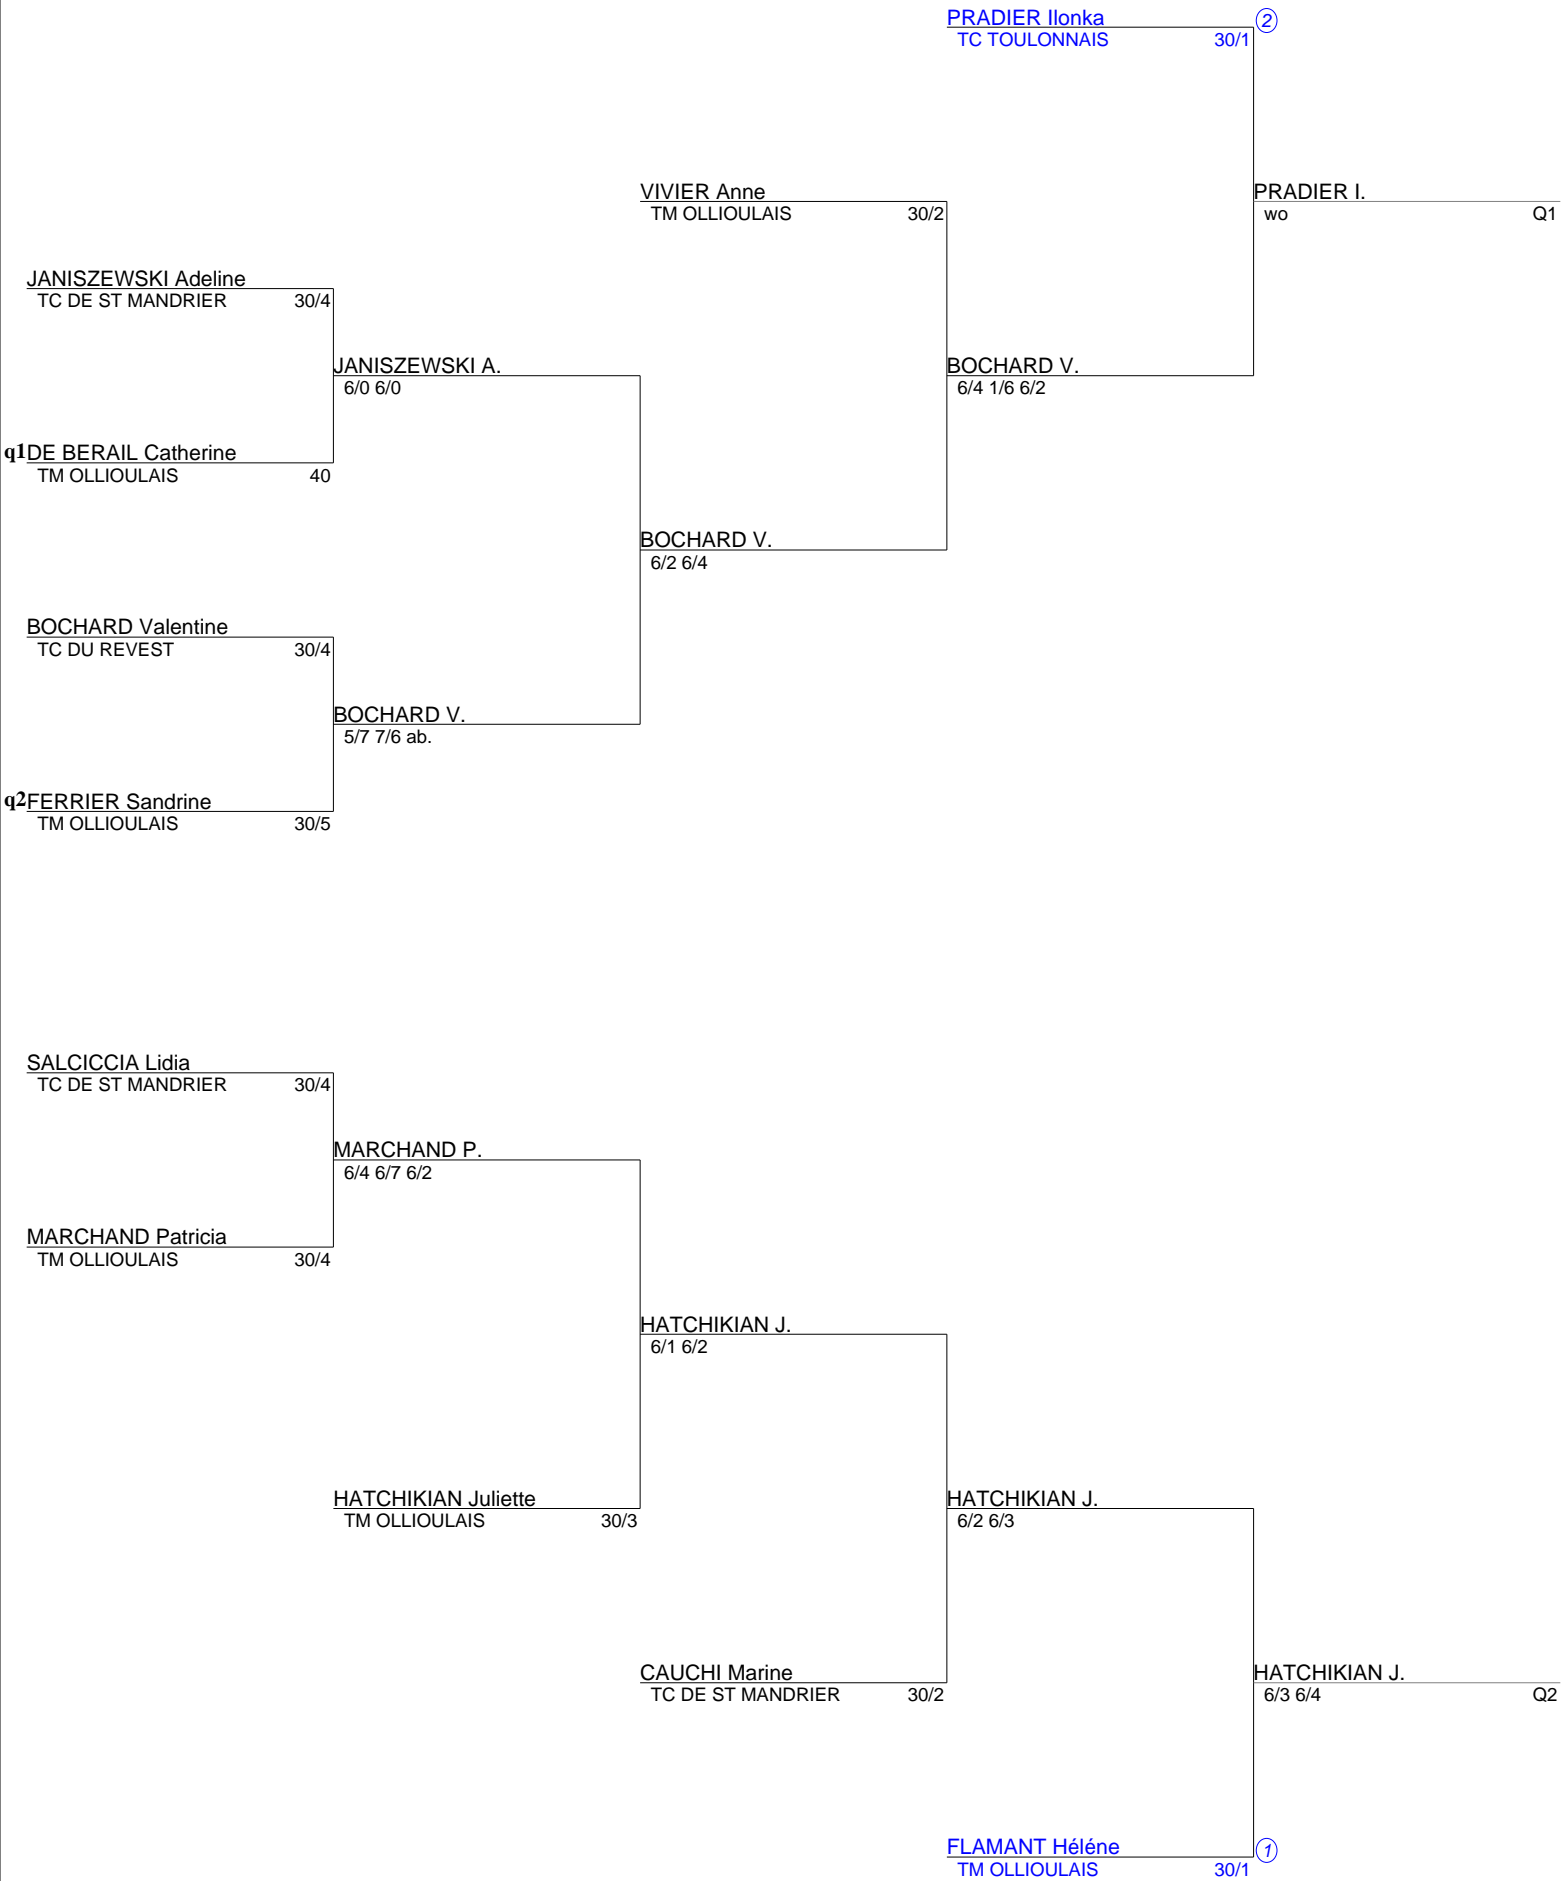 PRADIER Ilonka 2
TC TOULONNAIS 30/1
VIVIER Anne
TM OLLIOULAIS 30/2
PRADIER I.
wo Q1
JANISZEWSKI Adeline
TC DE ST MANDRIER 30/4
JANISZEWSKI A.
6/0 6/0
BOCHARD V.
6/4 1/6 6/2
q1 DE BERAIL Catherine
TM OLLIOULAIS 40
BOCHARD V.
6/2 6/4
BOCHARD Valentine
TC DU REVEST 30/4
BOCHARD V.
5/7 7/6 ab.
q2 FERRIER Sandrine
TM OLLIOULAIS 30/5
SALCICCIA Lidia
TC DE ST MANDRIER 30/4
MARCHAND P.
6/4 6/7 6/2
MARCHAND Patricia
TM OLLIOULAIS 30/4
HATCHIKIAN J.
6/1 6/2
HATCHIKIAN Juliette
TM OLLIOULAIS 30/3
HATCHIKIAN J.
6/2 6/3
CAUCHI Marine
TC DE ST MANDRIER 30/2
HATCHIKIAN J.
6/3 6/4 Q2
FLAMANT Héléne 1
TM OLLIOULAIS 30/1